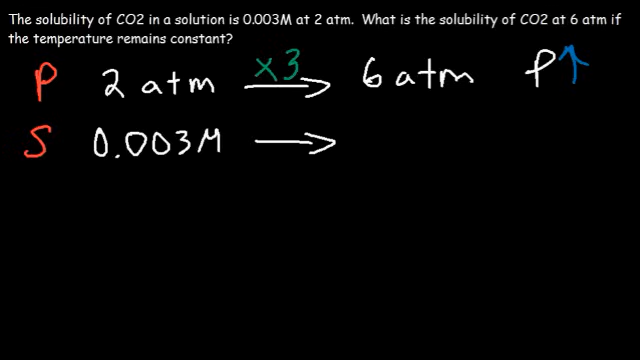 The solubility of CO2 in a solution is 0.003M at 2 atm.  What is the solubility of CO2 at 6 atm if
the temperature remains constant?
P 2 atm ×3 → 6 atm P↑
S 0.003M →